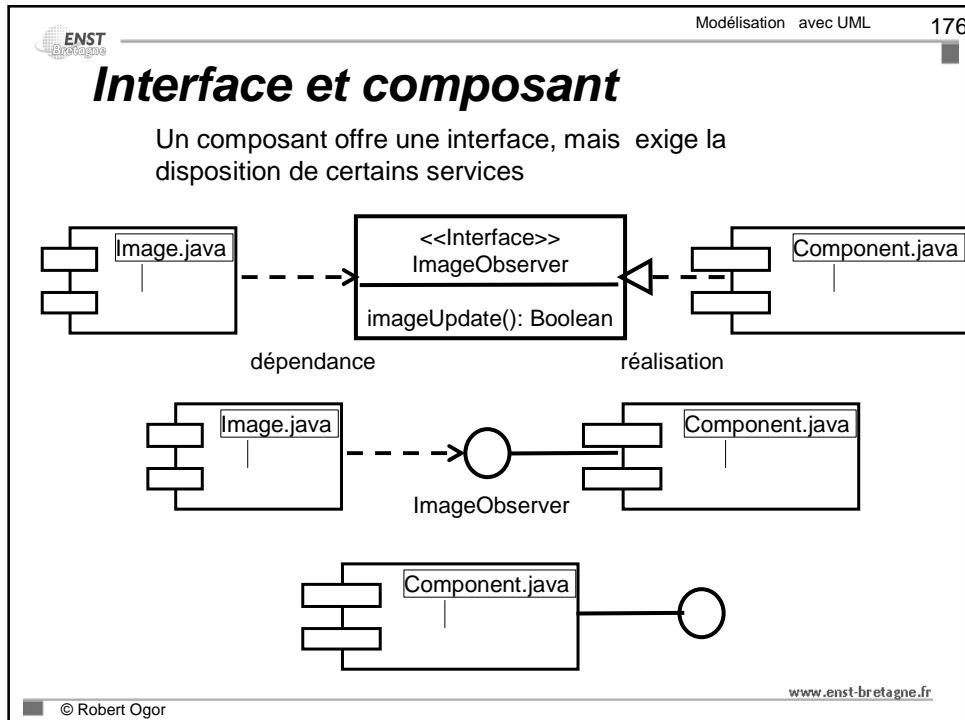 ENST
Bretagne
Modélisation avec UML
176
Interface et composant
Un composant offre une interface, mais exige la
disposition de certains services
Image.java
<<Interface>>
ImageObserver
imageUpdate(): Boolean
Component.java
dépendance
réalisation
Image.java
ImageObserver
Component.java
Component.java
www.enst-bretagne.fr
© Robert Ogor